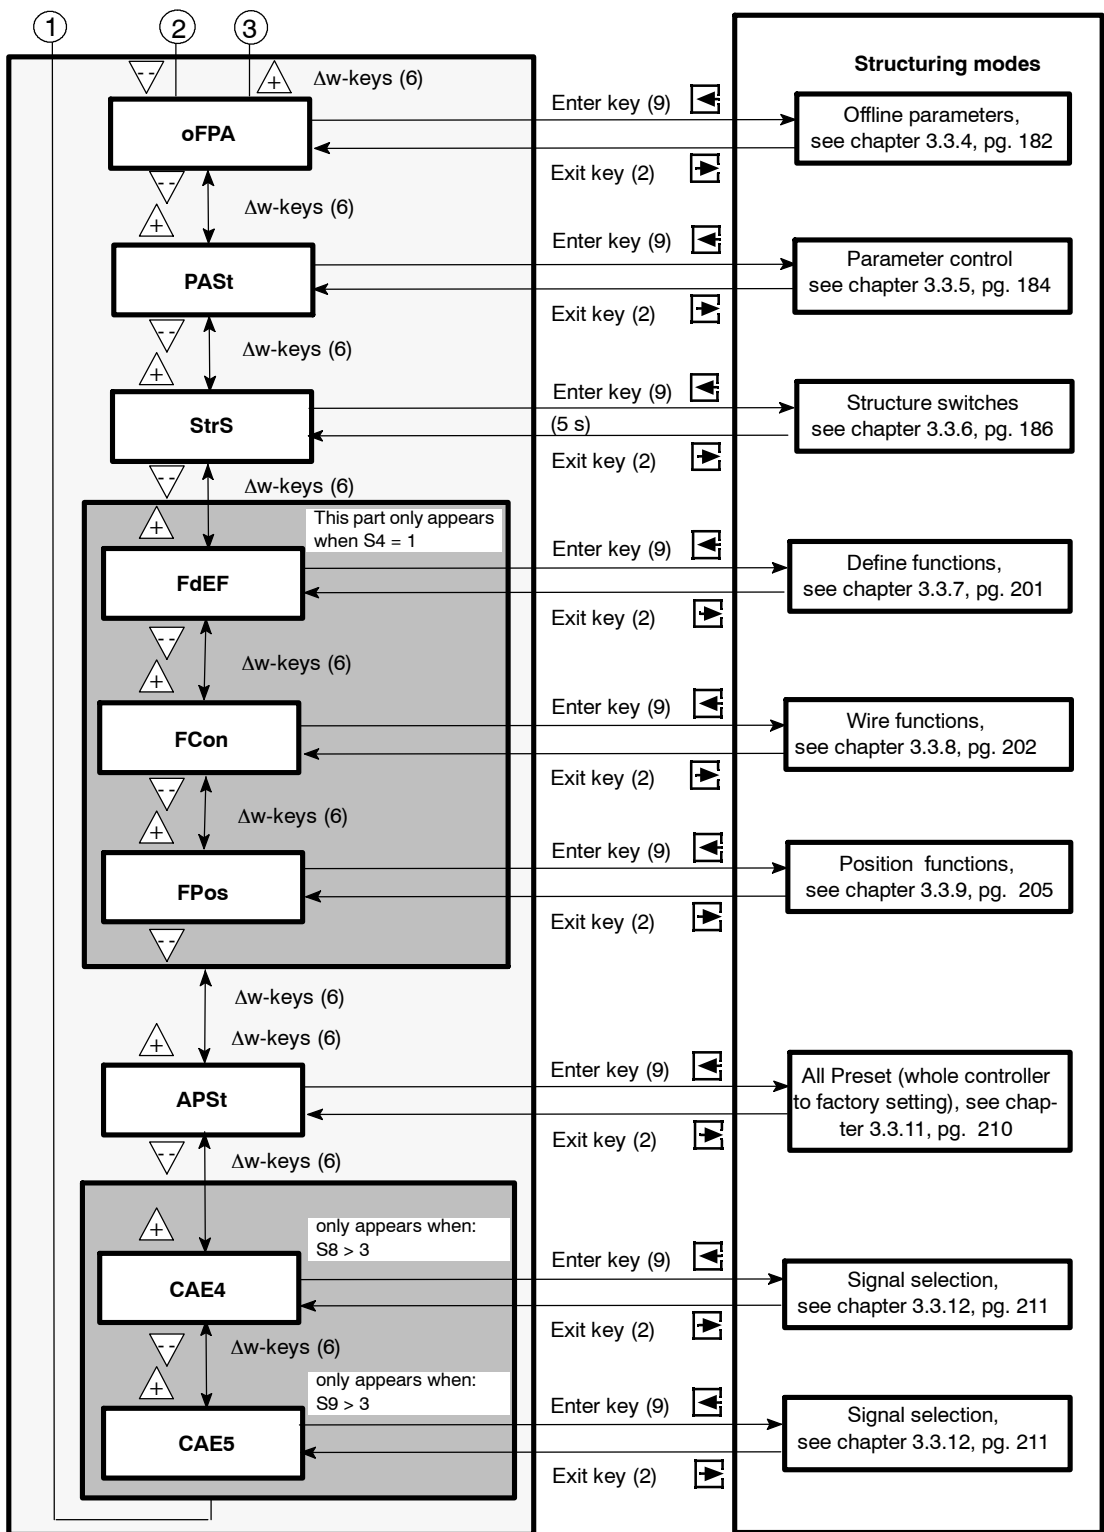 1
2
3
-- + Δw-keys (6)
Structuring modes
oFPA
Enter key (9)
Exit key (2)
Offline parameters,
see chapter 3.3.4, pg. 182
--
+
Δw-keys (6)
PASt
Enter key (9)
Exit key (2)
Parameter control
see chapter 3.3.5, pg. 184
--
+
Δw-keys (6)
StrS
Enter key (9)
(5 s)
Exit key (2)
Structure switches
see chapter 3.3.6, pg. 186
--
+
Δw-keys (6)
This part only appears
when S4 = 1
FdEF
Enter key (9)
Exit key (2)
Define functions,
see chapter 3.3.7, pg. 201
--
+
Δw-keys (6)
FCon
Enter key (9)
Exit key (2)
Wire functions,
see chapter 3.3.8, pg. 202
--
+
Δw-keys (6)
FPos
Enter key (9)
Exit key (2)
Position functions,
see chapter 3.3.9, pg. 205
--
Δw-keys (6)
+
Δw-keys (6)
APSt
Enter key (9)
Exit key (2)
All Preset (whole controller
to factory setting), see chap-
ter 3.3.11, pg. 210
--
Δw-keys (6)
+
only appears when:
S8 > 3
CAE4
Enter key (9)
Exit key (2)
Signal selection,
see chapter 3.3.12, pg. 211
--
+
Δw-keys (6)
only appears when:
S9 > 3
CAE5
Enter key (9)
Exit key (2)
Signal selection,
see chapter 3.3.12, pg. 211